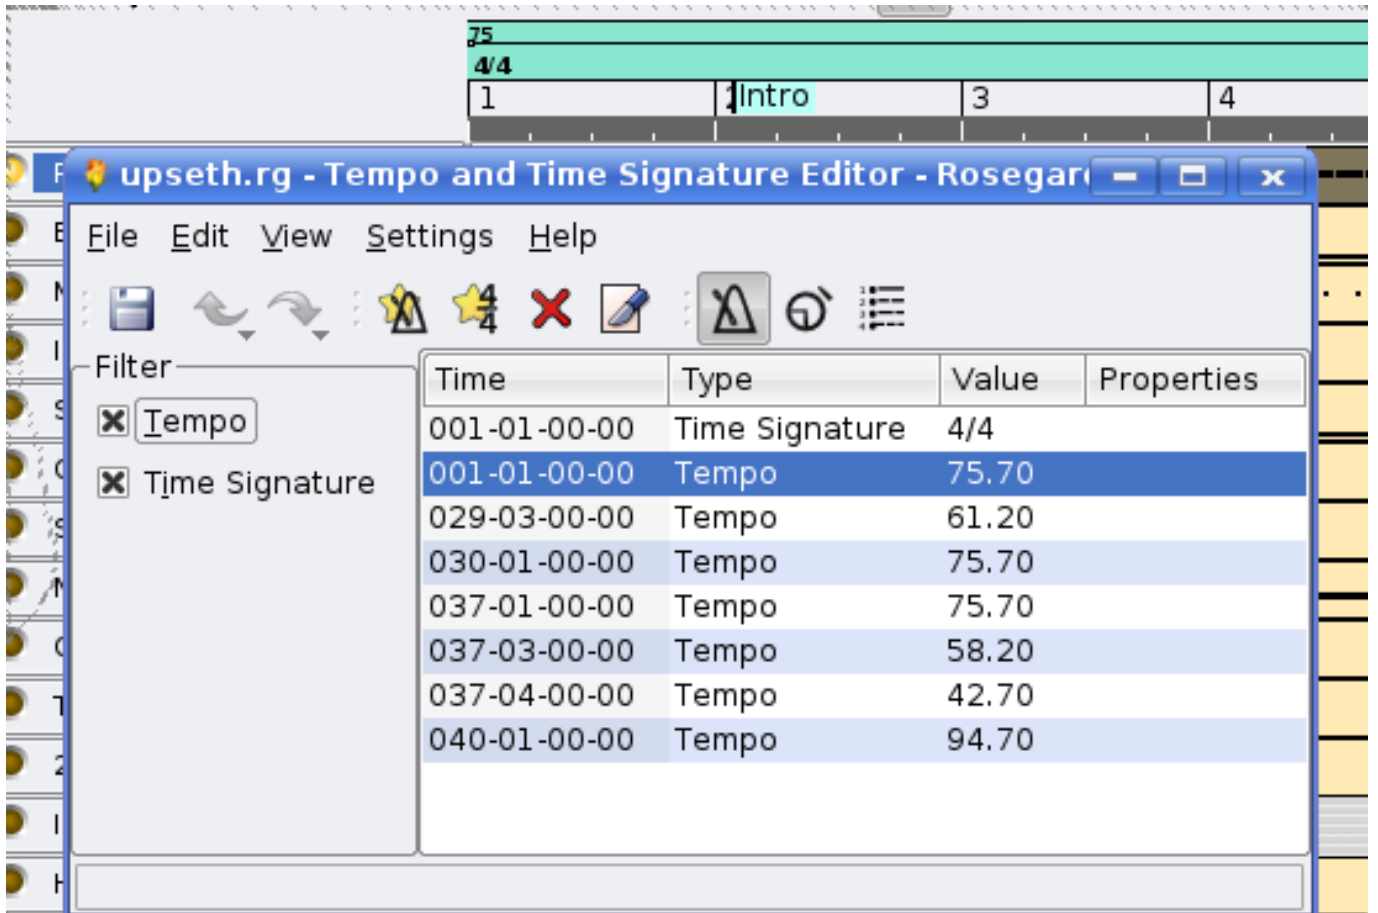 75
4/4
1 Intro 3 4
upseth.rg - Tempo and Time Signature Editor - Rosegar
File Edit View Settings Help
Filter
Tempo
Time Signature
Time Type Value Properties
001-01-00-00 Time Signature 4/4
001-01-00-00 Tempo 75.70
029-03-00-00 Tempo 61.20
030-01-00-00 Tempo 75.70
037-01-00-00 Tempo 75.70
037-03-00-00 Tempo 58.20
037-04-00-00 Tempo 42.70
040-01-00-00 Tempo 94.70